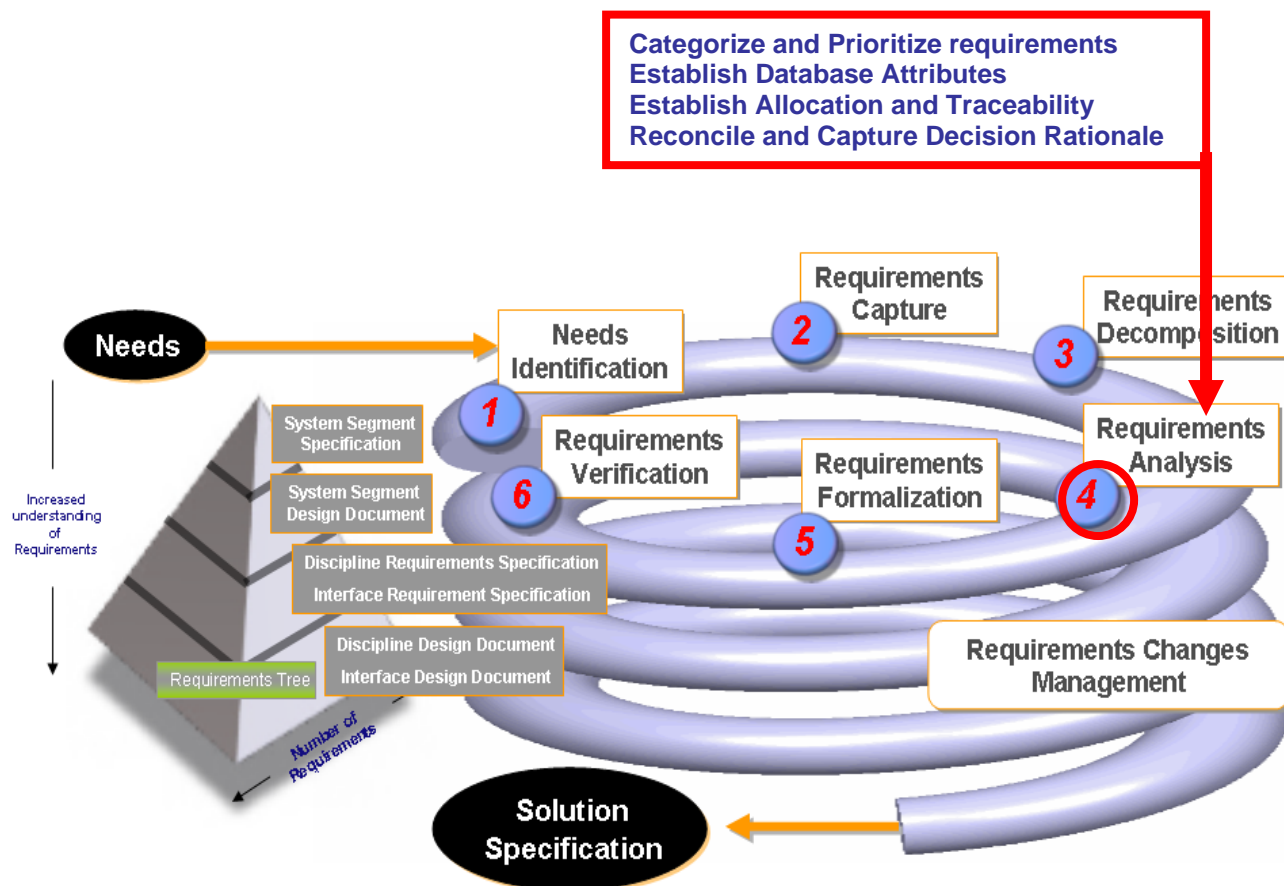 Categorize and Prioritize requirements
Establish Database Attributes
Establish Allocation and Traceability
Reconcile and Capture Decision Rationale
Needs
Needs
Identification
Requirements
Capture
Requirements
Decomposition
Requirements
Analysis
1
2
3
4
5
6
Requirements
Verification
Requirements
Formalization
System Segment
Specification
System Segment
Design Document
Discipline Requirements Specification
Interface Requirement Specification
Discipline Design Document
Interface Design Document
Increased
understanding
of
Requirements
Requirements Tree
Number of
Requirements
Requirements Changes
Management
Solution
Specification